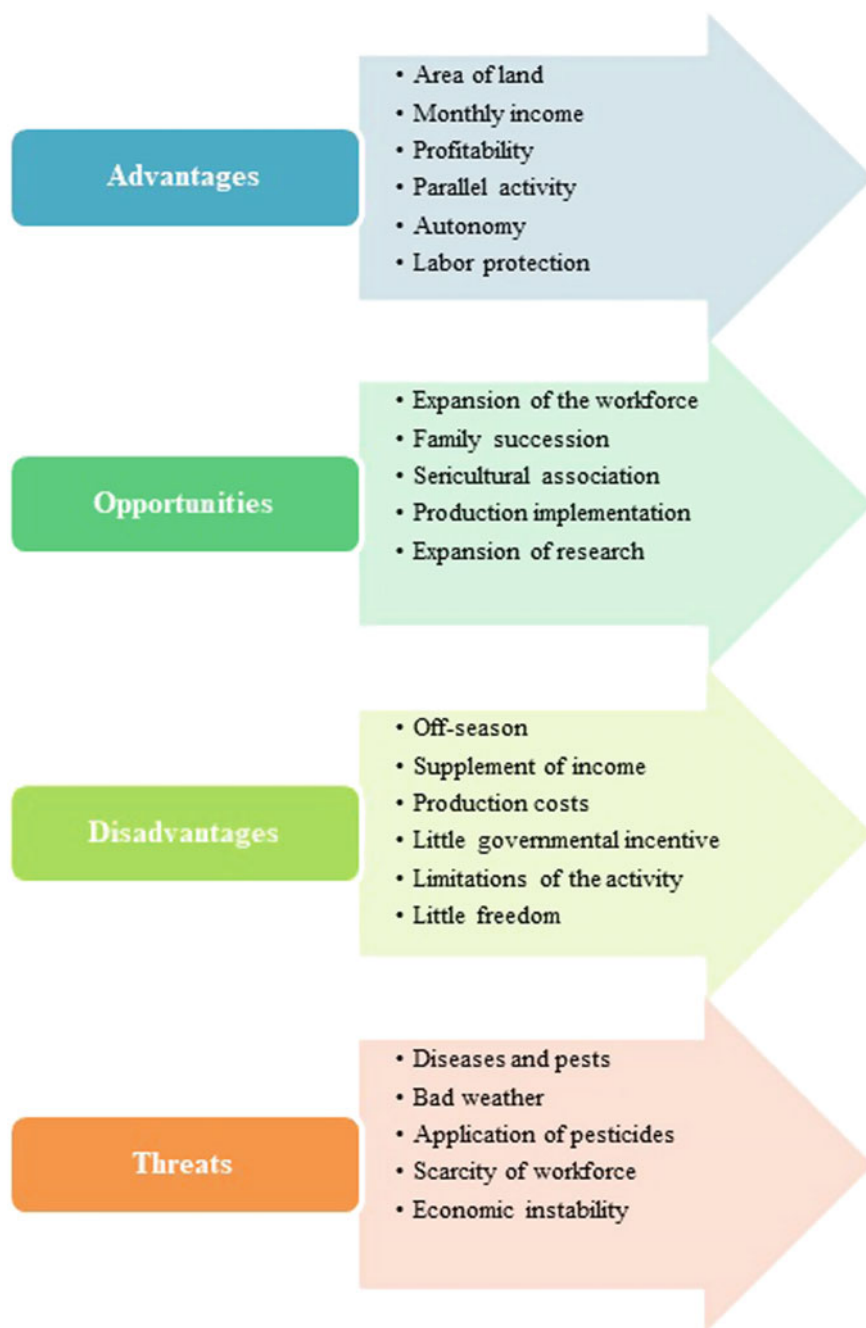 Advantages
• Area of land
• Monthly income
• Profitability
• Parallel activity
• Autonomy
• Labor protection
Opportunities
• Expansion of the workforce
• Family succession
• Sericultural association
• Production implementation
• Expansion of research
Disadvantages
• Off-season
• Supplement of income
• Production costs
• Little governmental incentive
• Limitations of the activity
• Little freedom
Threats
• Diseases and pests
• Bad weather
• Application of pesticides
• Scarcity of workforce
• Economic instability